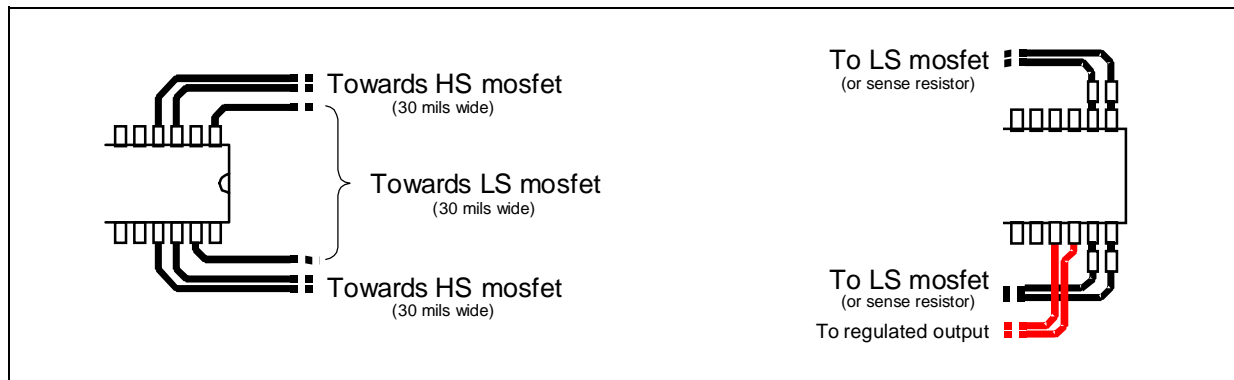 Towards HS mosfet
(30 mils wide)
Towards LS mosfet
(30 mils wide)
Towards HS mosfet
(30 mils wide)
To LS mosfet
(or sense resistor)
To LS mosfet
(or sense resistor)
To regulated output